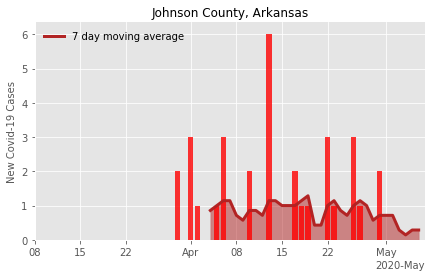 Johnson County, Arkansas
7 day moving average
New Covid-19 Cases
6
5
4
3
2
1
0
08 15 22 Apr 08 15 22 May
2020-May